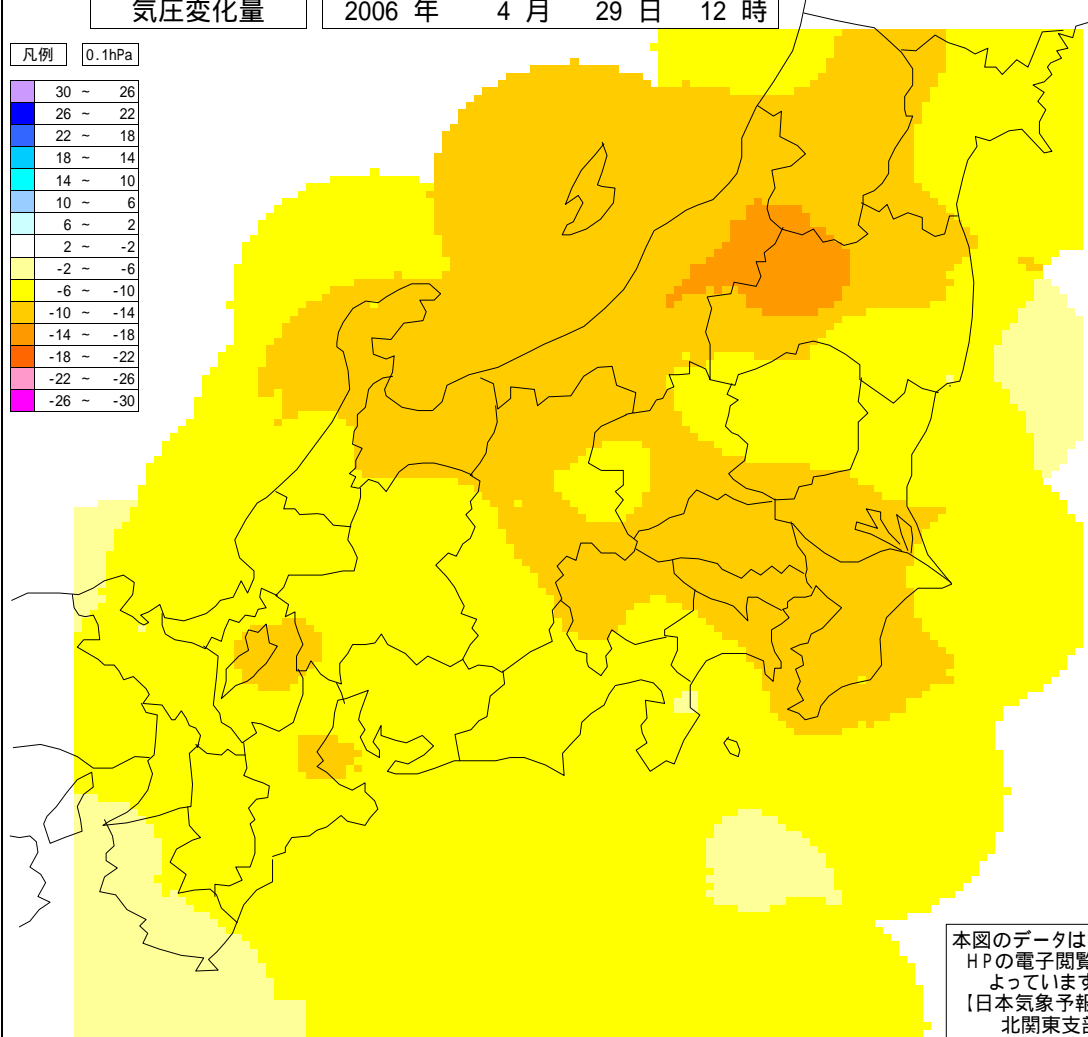 気圧変化量
2006 年 4 月 29 日 12 時
凡例 0.1hPa
30 ~ 26
26 ~ 22
22 ~ 18
18 ~ 14
14 ~ 10
10 ~ 6
6 ~ 2
2 ~ -2
-2 ~ -6
-6 ~ -10
-10 ~ -14
-14 ~ -18
-18 ~ -22
-22 ~ -26
-26 ~ -30
本図のデータは
HPの電子閲覧
よっています
【日本気象予報
北関東支部